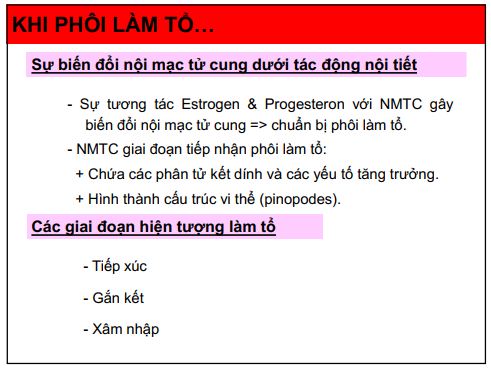 KHI PHÔI LÀM TỔ...
Sự biến đổi nội mạc tử cung dưới tác động nội tiết
- Sự tương tác Estrogen & Progesteron với NMTC gây
biến đổi nội mạc tử cung => chuẩn bị phôi làm tổ.
- NMTC giai đoạn tiếp nhận phôi làm tổ:
+ Chứa các phân tử kết dính và các yếu tố tăng trưởng.
+ Hình thành cấu trúc vi thể (pinopodes).
Các giai đoạn hiện tượng làm tổ
- Tiếp xúc
- Gắn kết
- Xâm nhập